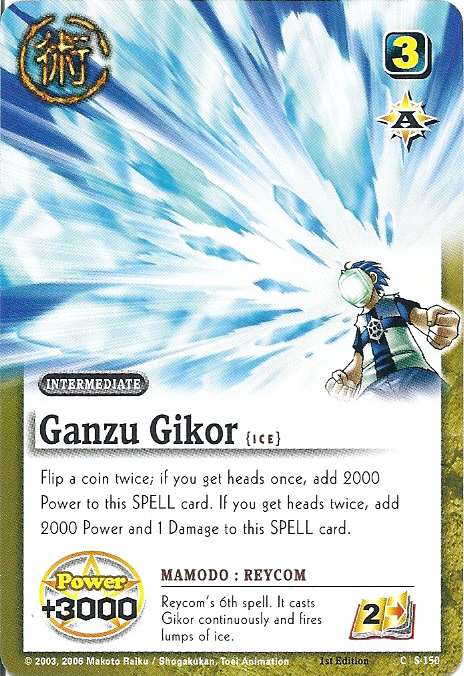 術
3
A
INTERMEDIATE
Ganzu Gikor {ICE}
Flip a coin twice; if you get heads once, add 2000
Power to this SPELL card. If you get heads twice, add
2000 Power and 1 Damage to this SPELL card.
Power
+3000
MAMODO : REYCOM
Reycom's 6th spell. It casts
Gikor continuously and fires
lumps of ice.
2
© 2003, 2006 Makoto Raiku / Shogakukan, Toei Animation
1st Edition
C S-150